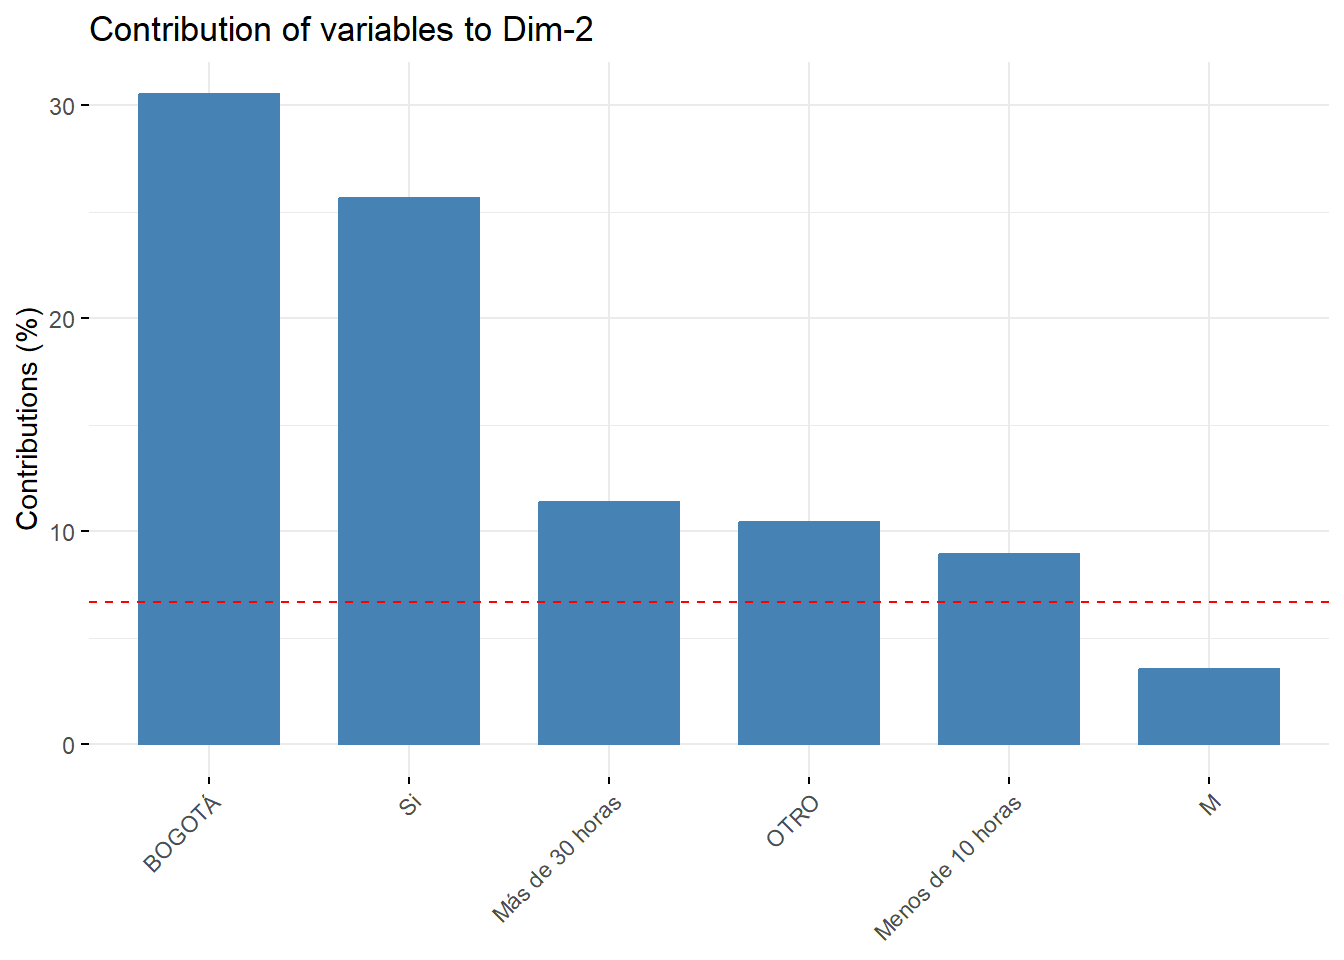 Contribution of variables to Dim-2
Contributions (%)
30
20
10
0
BOGOTÁ
Si
Más de 30 horas
OTRO
Menos de 10 horas
M